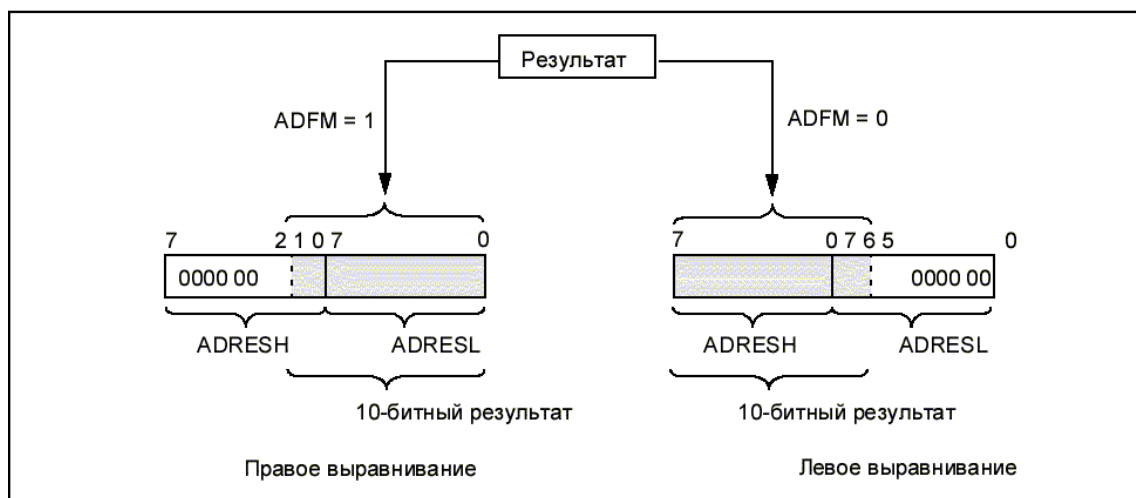 Результат
ADFM = 1
ADFM = 0
7 2 1 0 7 0
7 0 7 6 5 0
0000 00
0000 00
ADRESH ADRESL
ADRESH ADRESL
10-битный результат
10-битный результат
Правое выравнивание
Левое выравнивание